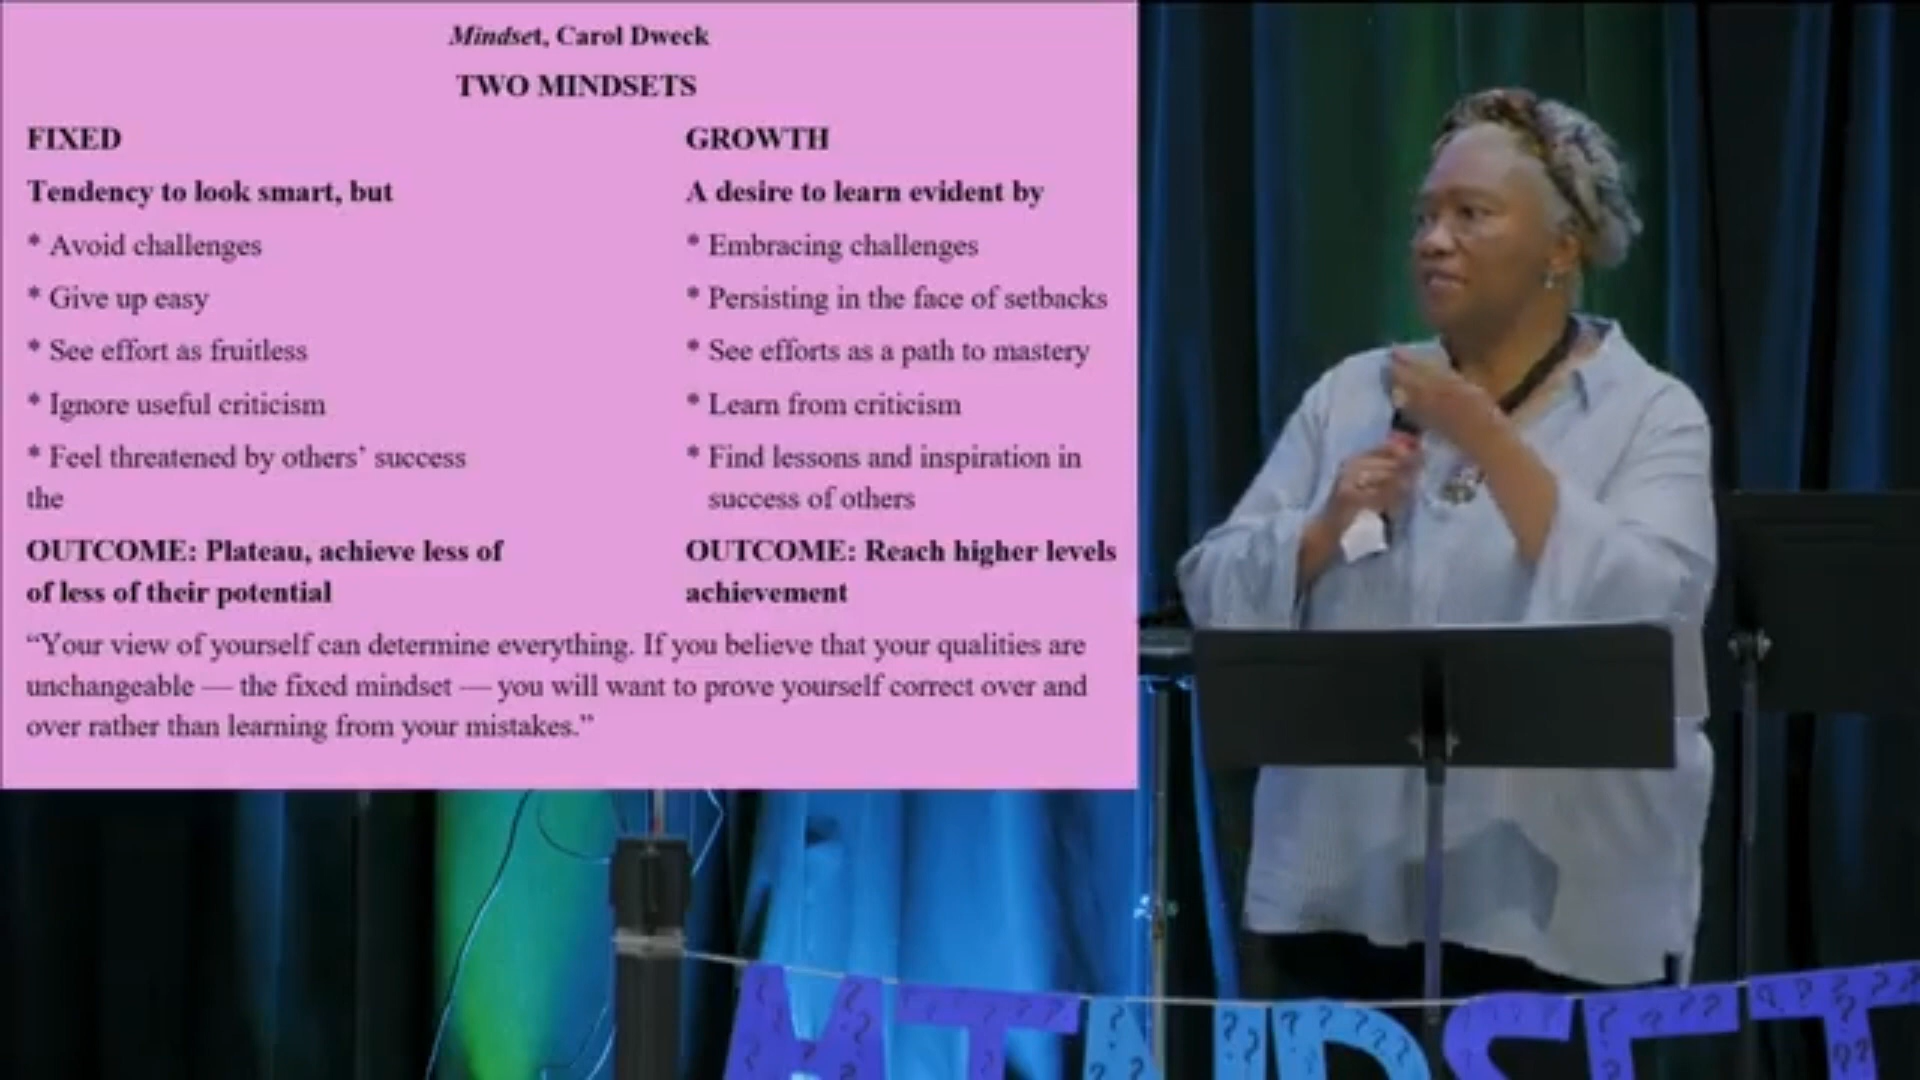 Mindset, Carol Dweck
TWO MINDSETS
FIXED
Tendency to look smart, but
* Avoid challenges
* Give up easy
* See effort as fruitless
* Ignore useful criticism
* Feel threatened by others’ success
the
OUTCOME: Plateau, achieve less of
of less of their potential
GROWTH
A desire to learn evident by
* Embracing challenges
* Persisting in the face of setbacks
* See efforts as a path to mastery
* Learn from criticism
* Find lessons and inspiration in
success of others
OUTCOME: Reach higher levels
achievement
“Your view of yourself can determine everything. If you believe that your qualities are
unchangeable — the fixed mindset — you will want to prove yourself correct over and
over rather than learning from your mistakes.”
MINDSET